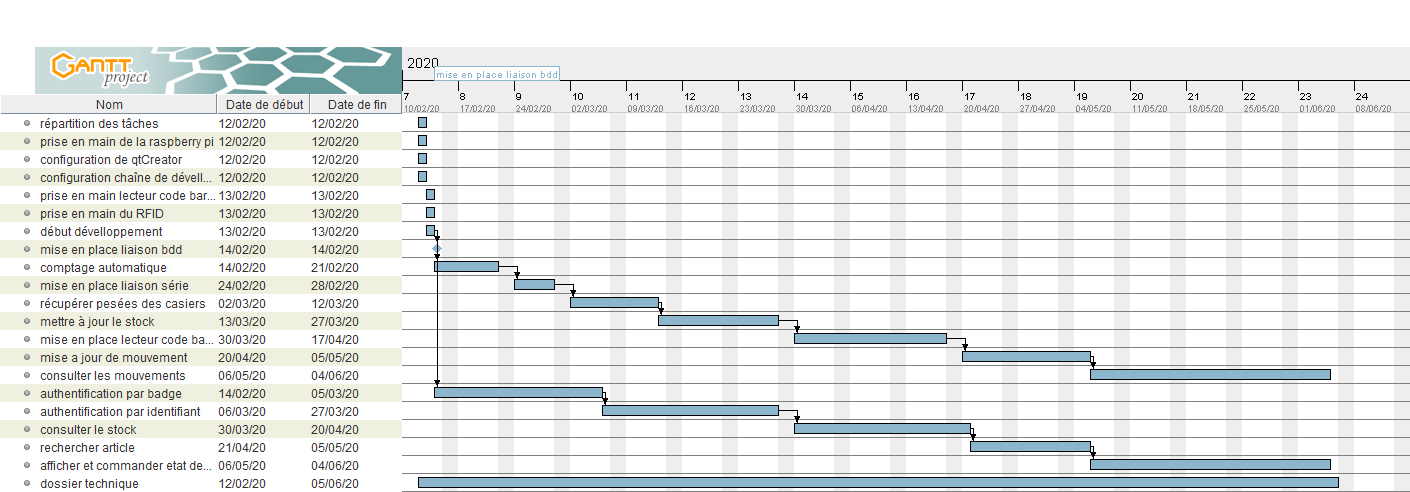 GANTT
project
2020
mise en place liaison bdd
Nom Date de début Date de fin
7 8 9 10 11 12 13 14 15 16 17 18 19 20 21 22 23 24
10/02/20 17/02/20 24/02/20 02/03/20 09/03/20 16/03/20 23/03/20 30/03/20 06/04/20 13/04/20 20/04/20 27/04/20 04/05/20 11/05/20 18/05/20 25/05/20 01/06/20 08/06/20
répartition des tâches 12/02/20 12/02/20
prise en main de la raspberry pi 12/02/20 12/02/20
configuration de qtCreator 12/02/20 12/02/20
configuration chaîne de dévell... 12/02/20 12/02/20
prise en main lecteur code bar... 13/02/20 13/02/20
prise en main du RFID 13/02/20 13/02/20
début dévelloppement 13/02/20 13/02/20
mise en place liaison bdd 14/02/20 14/02/20
comptage automatique 14/02/20 21/02/20
mise en place liaison série 24/02/20 28/02/20
récupérer pesées des casiers 02/03/20 12/03/20
mettre à jour le stock 13/03/20 27/03/20
mise en place lecteur code ba... 30/03/20 17/04/20
mise a jour de mouvement 20/04/20 05/05/20
consulter les mouvements 06/05/20 04/06/20
authentification par badge 14/02/20 05/03/20
authentification par identifiant 06/03/20 27/03/20
consulter le stock 30/03/20 20/04/20
rechercher article 21/04/20 05/05/20
afficher et commander etat de... 06/05/20 04/06/20
dossier technique 12/02/20 05/06/20